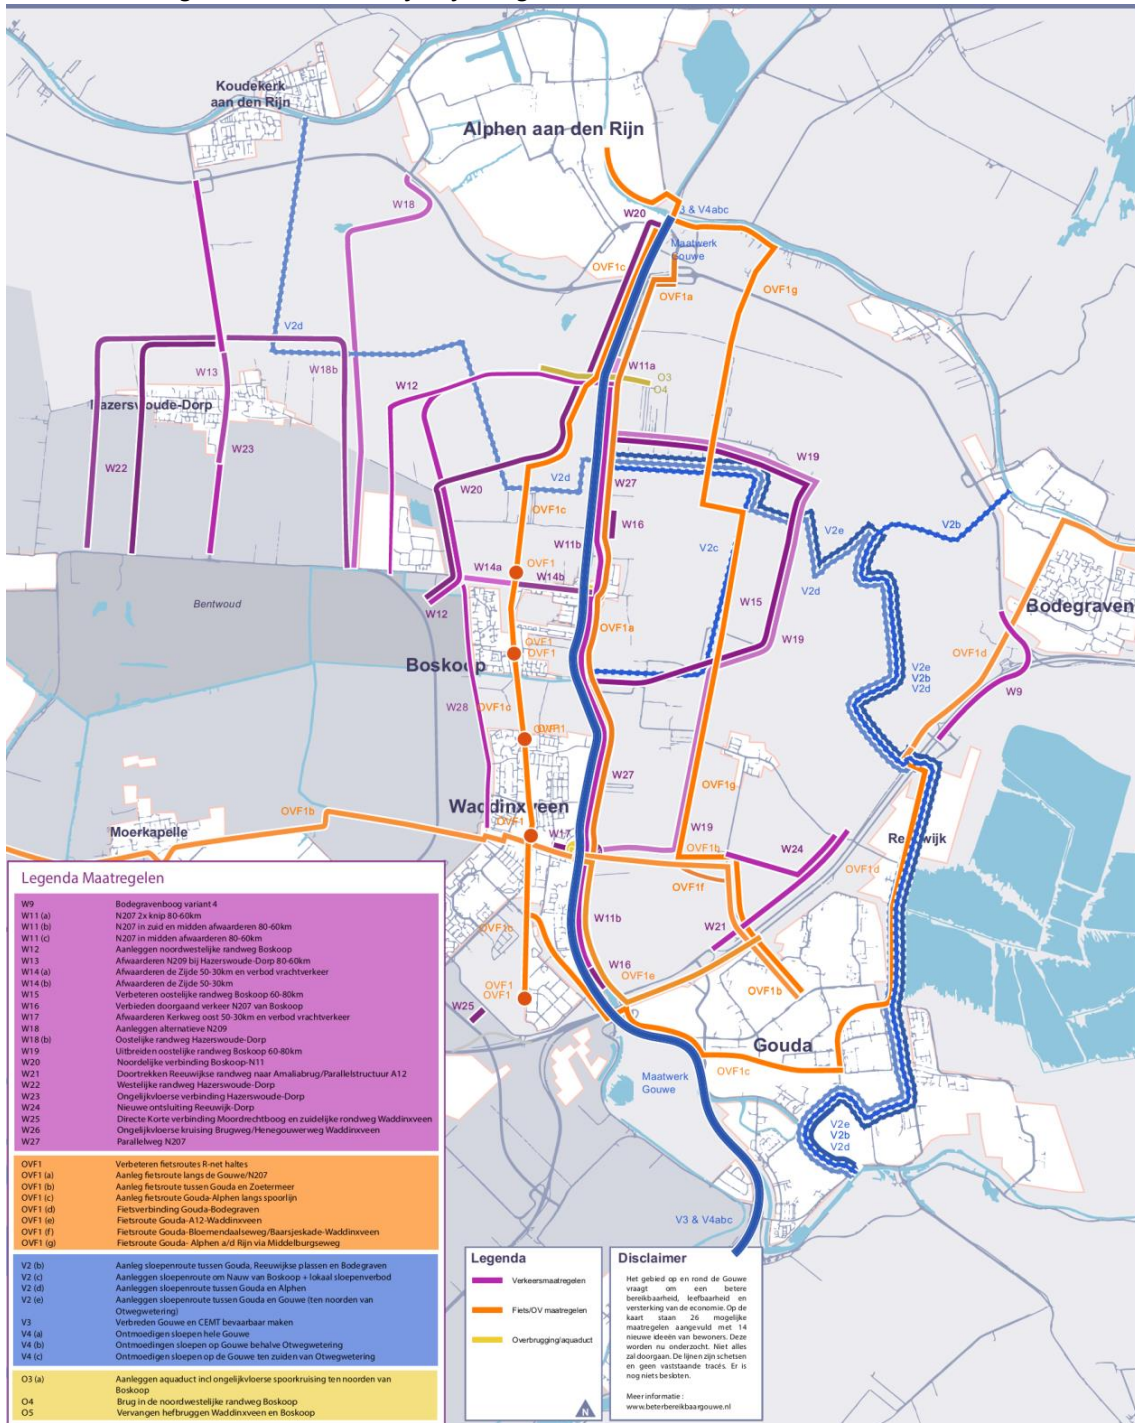 Koudekerk
aan den Rijn
Alphen aan den Rijn
W18
W20
3 & V4abc
Maatwerk
Gouwe
OVF1c
OVF1a
OVF1g
V2d
W13
W18b
W12
W11a
O3
O4
Hazerswoude-Dorp
W23
W22
W20
V2d
W27
W19
OVF1c
W16
V2e
V2b
W11b
V2c
OVF1
W14a
W14b
V2d
Bentwoud
W15
W12
OVF1a
Bodegraven
OVF1
OVF1
W19
OVF1d
Boskoop
V2e
V2b
V2d
W9
W28
OVF1c
OVF1
W27
OVF1g
Waddinxveen
OVF1b
OVF1
Moerkapelle
W17
W19
OVF1b
W24
Reeuwijk
OVF1d
OVF1f
W11b
W21
OVF1c
W16
OVF1e
OVF1b
OVF1
OVF1
W25
Gouda
OVF1c
Maatwerk
Gouwe
V2e
V2b
V2d
V3 & V4abc
Legenda Maatregelen
W9 Bodegravenboog variant 4
W11 (a) N207 2x knip 80-60km
W11 (b) N207 in zuid en midden afwaarderen 80-60km
W11 (c) N207 in midden afwaarderen 80-60km
W12 Aanleggen noordwestelijke randweg Boskoop
W13 Afwaarderen N209 bij Hazerswoude-Dorp 80-60km
W14 (a) Afwaarderen de Zijde 50-30km en verbod vrachtverkeer
W14 (b) Afwaarderen de Zijde 50-30km
W15 Verbeteren oostelijke randweg Boskoop 60-80km
W16 Verbieden doorgaand verkeer N207 van Boskoop
W17 Afwaarderen Kerkweg oost 50-30km en verbod vrachtverkeer
W18 Aanleggen alternatieve N209
W18 (b) Oostelijke randweg Hazerswoude-Dorp
W19 Uitbreiden oostelijke randweg Boskoop 60-80km
W20 Noordelijke verbinding Boskoop-N11
W21 Doortrekken Reeuwijkse randweg naar Amaliabrug/Parallelstructuur A12
W22 Westelijke randweg Hazerswoude-Dorp
W23 Ongelijkvloerse verbinding Hazerswoude-Dorp
W24 Nieuwe ontsluiting Reeuwijk-Dorp
W25 Directe Korte verbinding Moordrechtboog en zuidelijke rondweg Waddinxveen
W26 Ongelijkvloerse kruising Brugweg/Henegouwerweg Waddinxveen
W27 Parallelweg N207
OVF1 Verbeteren fietsroutes R-net haltes
OVF1 (a) Aanleg fietsroute langs de Gouwe/N207
OVF1 (b) Aanleg fietsroute tussen Gouda en Zoetermeer
OVF1 (c) Aanleg fietsroute Gouda-Alphen langs spoorlijn
OVF1 (d) Fietsverbinding Gouda-Bodegraven
OVF1 (e) Fietsroute Gouda-A12-Waddinxveen
OVF1 (f) Fietsroute Gouda-Bloemendaalseweg/Baarsjeskade-Waddinxveen
OVF1 (g) Fietsroute Gouda- Alphen a/d Rijn via Middelburgseweg
V2 (b) Aanleg sloepenroute tussen Gouda, Reeuwijkse plassen en Bodegraven
V2 (c) Aanleggen sloepenroute om Nauw van Boskoop + lokaal sloepenverbod
V2 (d) Aanleggen sloepenroute tussen Gouda en Alphen
V2 (e) Aanleggen sloepenroute tussen Gouda en Gouwe (ten noorden van
Otwegwetering)
V3 Verbreden Gouwe en CEMT bevaarbaar maken
V4 (a) Ontmoedigen sloepen hele Gouwe
V4 (b) Ontmoedingen sloepen op Gouwe behalve Otwegwetering
V4 (c) Ontmoedigen sloepen op de Gouwe ten zuiden van Otwegwetering
O3 (a) Aanleggen aquaduct incl ongelijkvloerse spoorkruising ten noorden van
Boskoop
O4 Brug in de noordwestelijke randweg Boskoop
O5 Vervangen hefbruggen Waddinxveen en Boskoop
Legenda
Verkeersmaatregelen
Fiets/OV maatregelen
Overbrugging/aquaduct
N
Disclaimer
Het gebied op en rond de Gouwe
vraagt om een betere
bereikbaarheid, leefbaarheid en
versterking van de economie. Op de
kaart staan 26 mogelijke
maatregelen aangevuld met 14
nieuwe ideeën van bewoners. Deze
worden nu onderzocht. Niet alles
zal doorgaan. De lijnen zijn schetsen
en geen vaststaande tracés. Er is
nog niets besloten.
Meer informatie :
www.beterbereikbaargouwe.nl